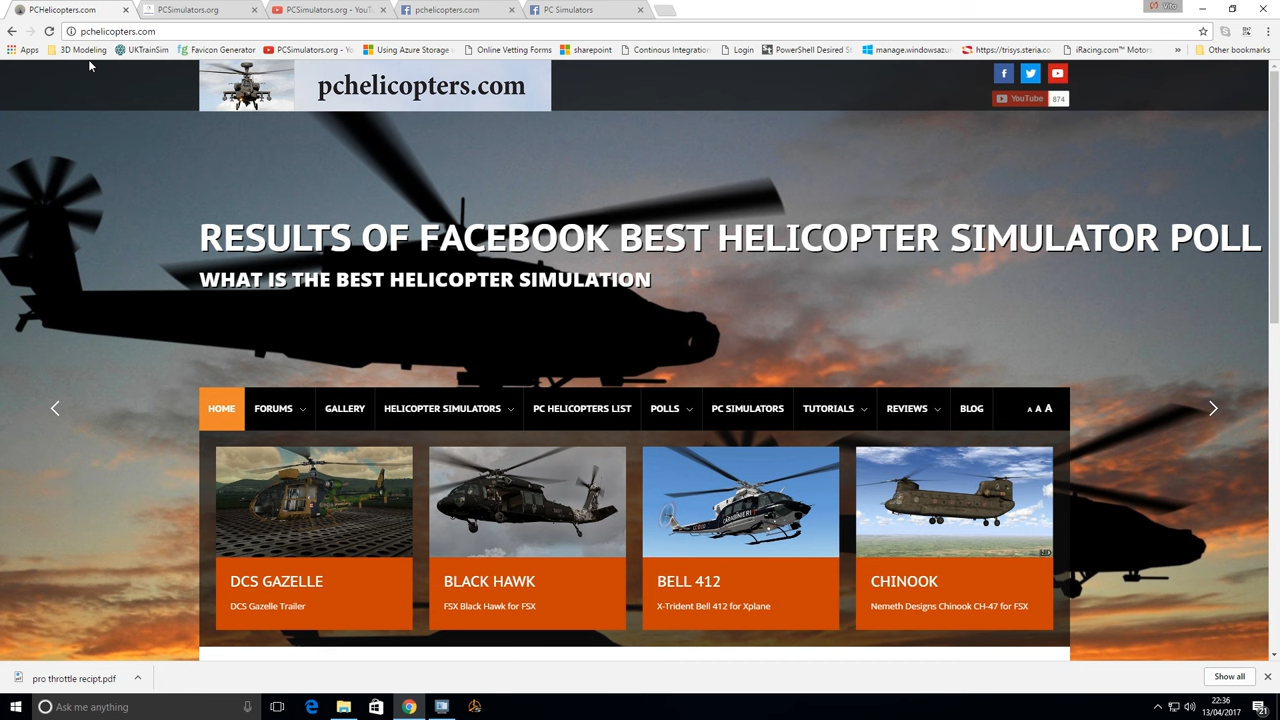 PCHelicopters.com
PCSimulators.org
PCSimulators.org - YouT
pchelicopters.com
PC Simulators
Vito
pchelicopters.com
Apps
3D Modeling
UKTrainSim
Favicon Generator
PCSimulators.org - Yo
Using Azure Storage
Online Vetting Forms
sharepoint
Continous Integration
Login
PowerShell Desired St
manage.windowsazu
https://trisys.steria.co
iRacing.com™ Motors
»
Other bookmarks
pchelicopters.com
YouTube 874
RESULTS OF FACEBOOK BEST HELICOPTER SIMULATOR POLL
WHAT IS THE BEST HELICOPTER SIMULATION
HOME
FORUMS
GALLERY
HELICOPTER SIMULATORS
PC HELICOPTERS LIST
POLLS
PC SIMULATORS
TUTORIALS
REVIEWS
BLOG
A A A
CARABINIERI
HD
DCS GAZELLE
DCS Gazelle Trailer
BLACK HAWK
FSX Black Hawk for FSX
BELL 412
X-Trident Bell 412 for Xplane
CHINOOK
Nemeth Designs Chinook CH-47 for FSX
pro throttle recipt.pdf
Show all
Ask me anything
22:36
13/04/2017
21